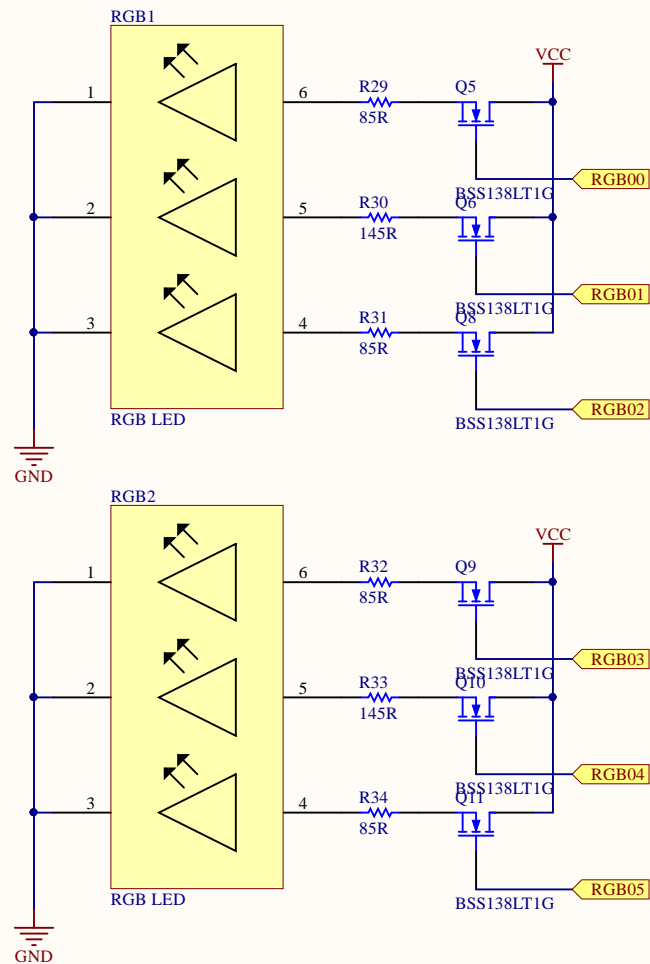 RGB1
VCC
1
6
R29
85R
Q5
BSS138LT1G
RGB00
2
5
R30
145R
Q6
BSS138LT1G
RGB01
3
4
R31
85R
Q8
BSS138LT1G
RGB02
RGB LED
GND
RGB2
VCC
1
6
R32
85R
Q9
BSS138LT1G
RGB03
2
5
R33
145R
Q10
BSS138LT1G
RGB04
3
4
R34
85R
Q11
BSS138LT1G
RGB05
RGB LED
GND